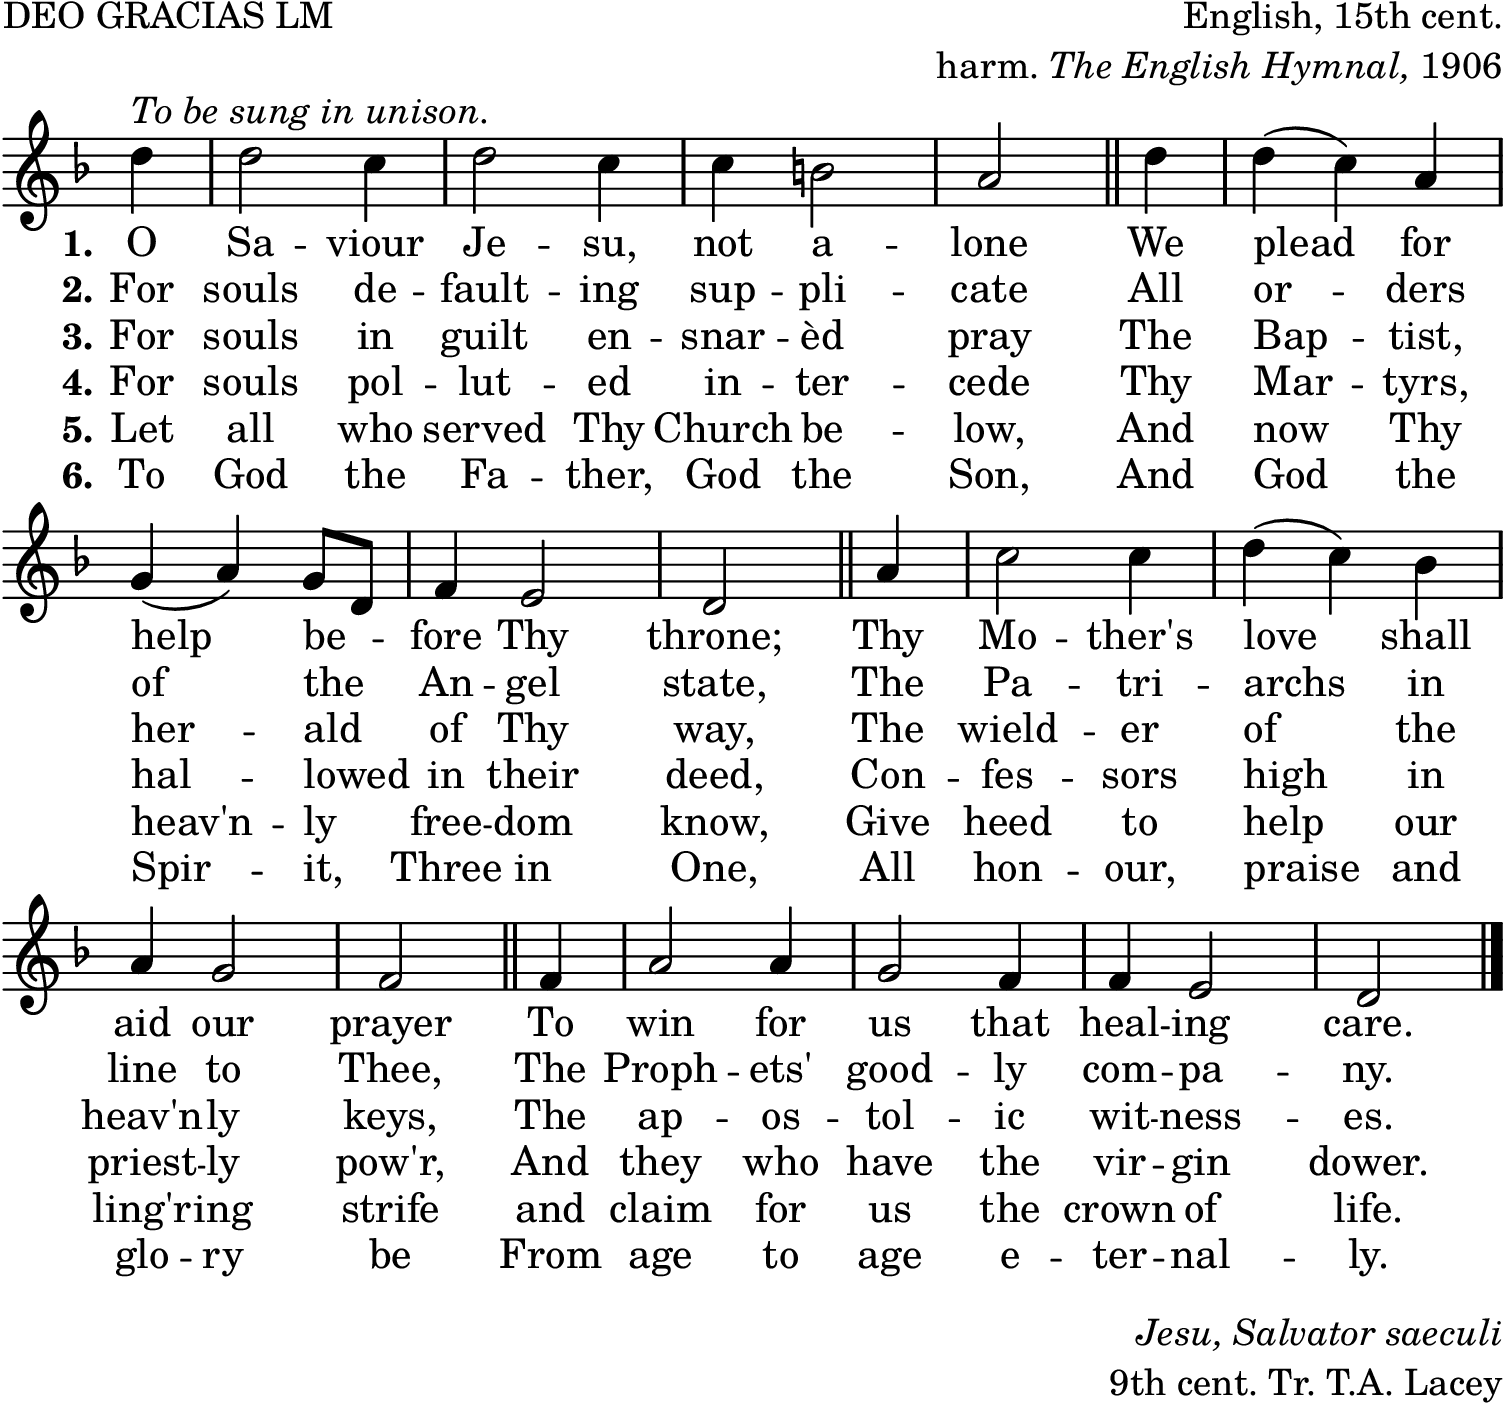 DEO GRACIAS LM English, 15th cent.
harm. The English Hymnal, 1906
To be sung in unison.
1. O Sa - viour Je - su, not a - lone We plead for
2. For souls de - fault - ing sup - pli - cate All or - ders
3. For souls in guilt en - snar - èd pray The Bap - tist,
4. For souls pol - lut - ed in - ter - cede Thy Mar - tyrs,
5. Let all who served Thy Church be - low, And now Thy
6. To God the Fa - ther, God the Son, And God the
help be - fore Thy throne; Thy Mo - ther's love shall
of the An - gel state, The Pa - tri - archs in
her - ald of Thy way, The wield - er of the
hal - lowed in their deed, Con - fes - sors high in
heav'n - ly free - dom know, Give heed to help our
Spir - it, Three in One, All hon - our, praise and
aid our prayer To win for us that heal - ing care.
line to Thee, The Proph - ets' good - ly com - pa - ny.
heav'nly keys, The ap - os - tol - ic wit - ness - es.
priest - ly pow'r, And they who have the vir - gin dower.
ling'ring strife and claim for us the crown of life.
glo - ry be From age to age e - ter - nal - ly.
Jesu, Salvator saeculi
9th cent. Tr. T.A. Lacey